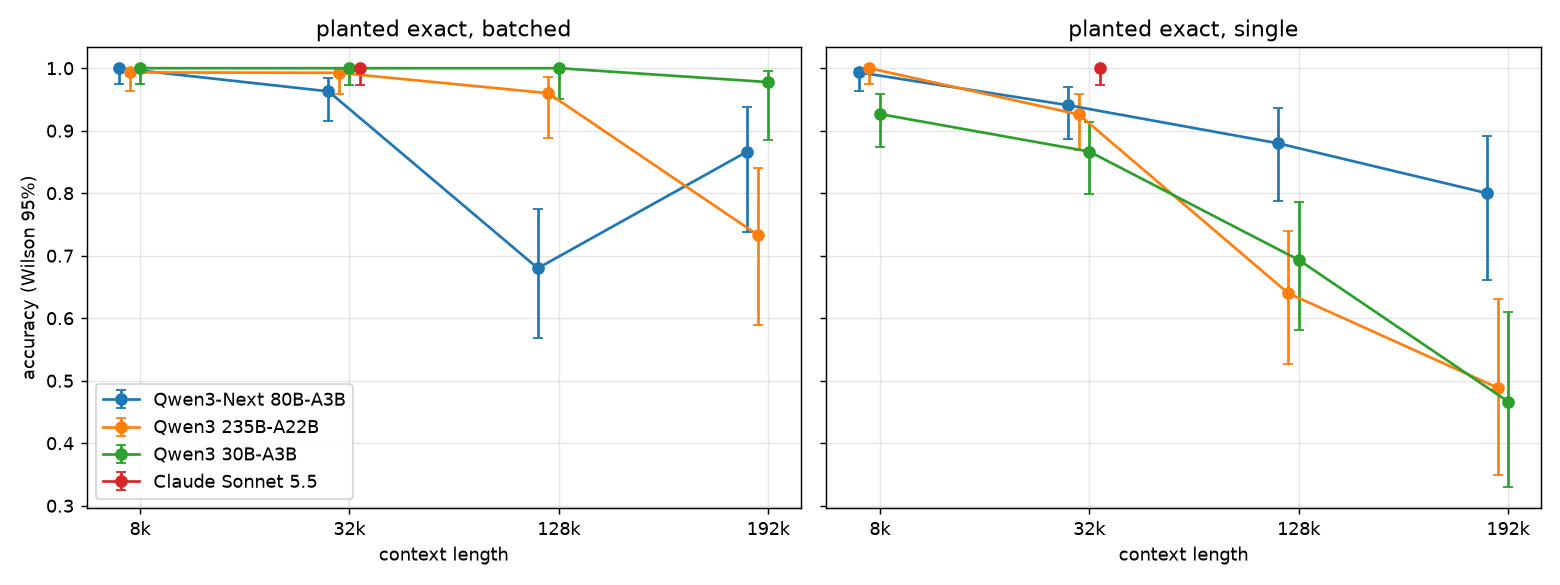 planted exact, batched
planted exact, single
accuracy (Wilson 95%)
1.0
0.9
0.8
0.7
0.6
0.5
0.4
0.3
Qwen3-Next 80B-A3B
Qwen3 235B-A22B
Qwen3 30B-A3B
Claude Sonnet 5.5
8k
32k
128k
192k
context length
8k
32k
128k
192k
context length